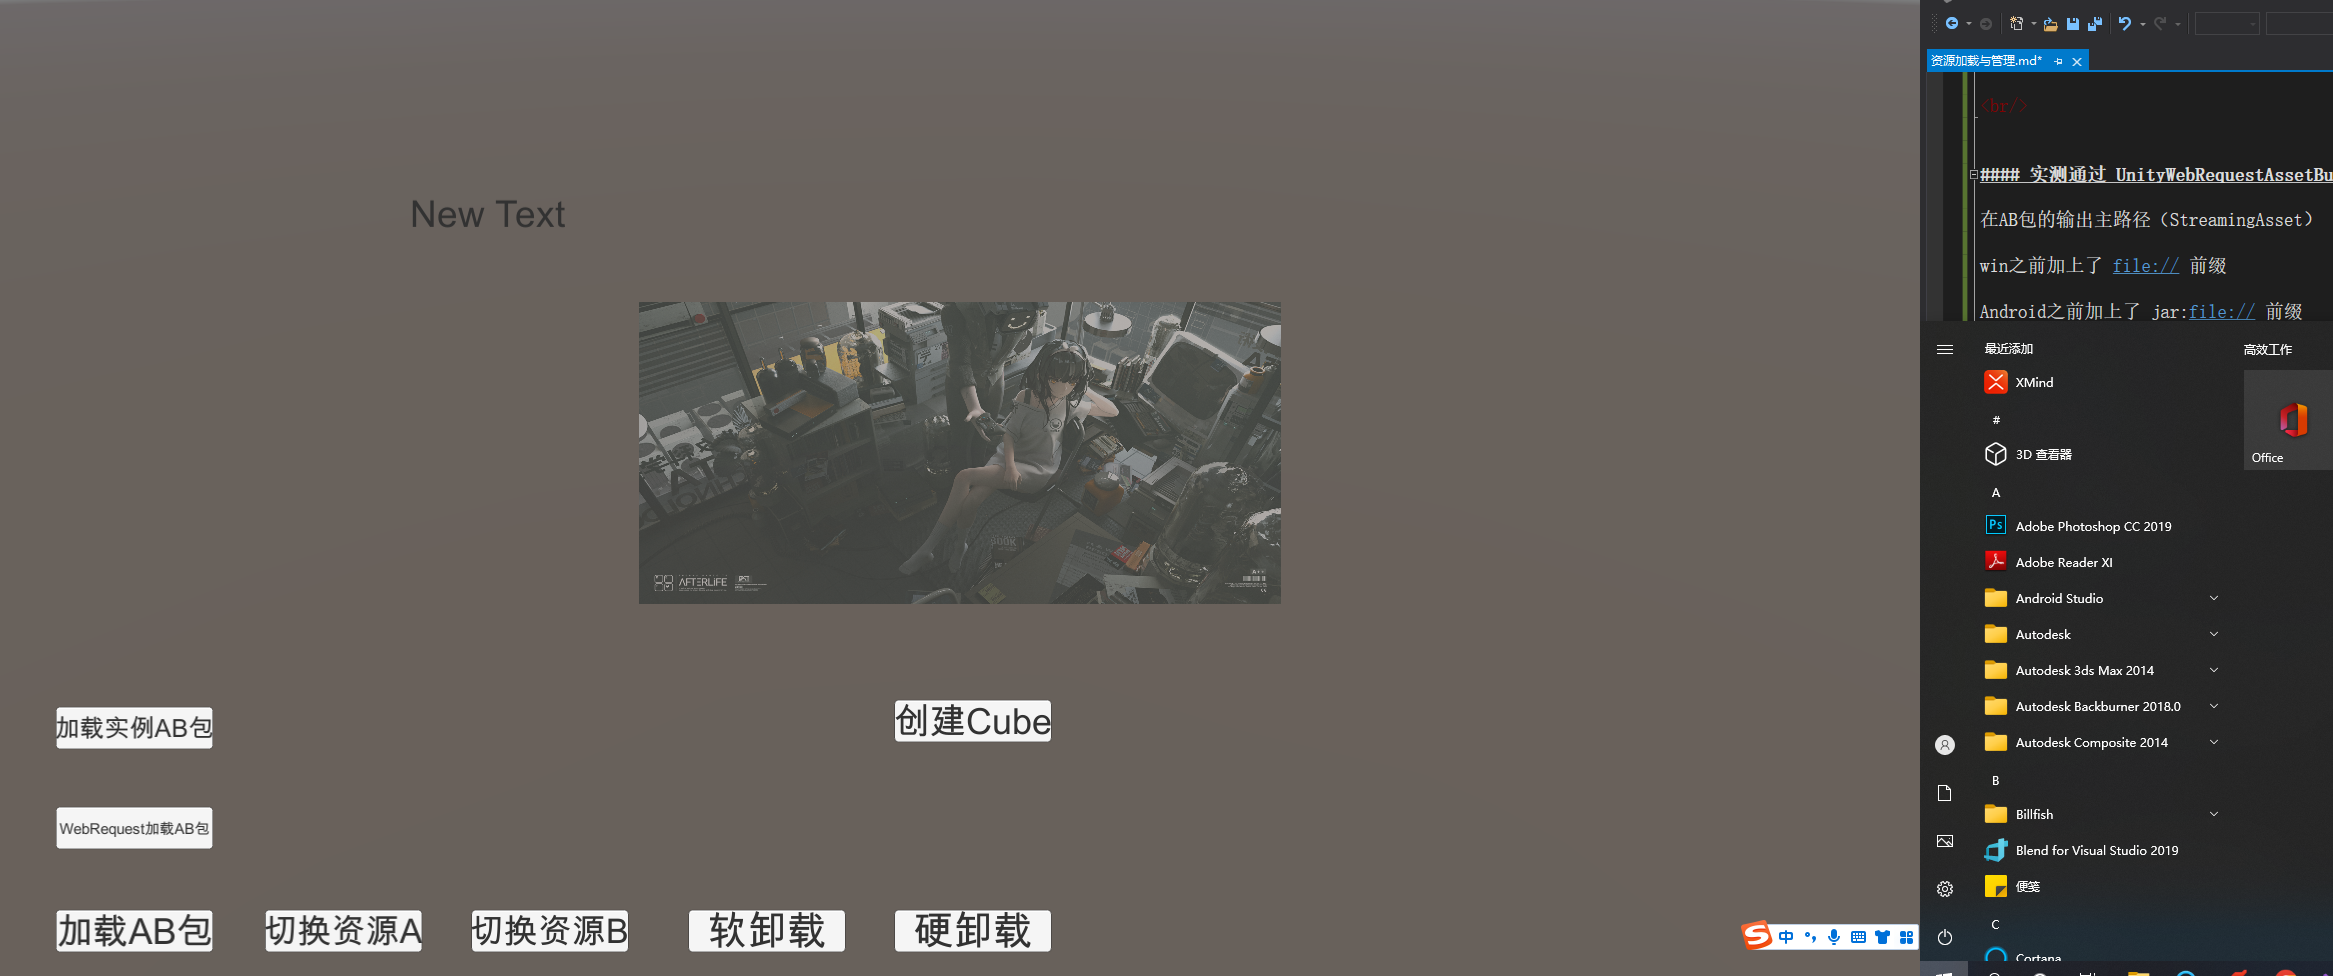 资源加载与管理.md*
<hr/>
#### 实测通过 UnityWebRequestAssetBu
在AB包的输出主路径（StreamingAsset）
win之前加上了 file:// 前缀
Android之前加上了 jar:file:// 前缀
New Text
AFTERLIFE
BOOK
创建Cube
加载实例AB包
WebRequest加载AB包
加载AB包
切换资源A
切换资源B
软卸载
硬卸载
中
最近添加
高效工作
XMind
#
3D 查看器
Office
A
Ps
Adobe Photoshop CC 2019
Adobe Reader XI
Android Studio
Autodesk
Autodesk 3ds Max 2014
Autodesk Backburner 2018.0
Autodesk Composite 2014
B
Billfish
Blend for Visual Studio 2019
便笺
C
Cortana